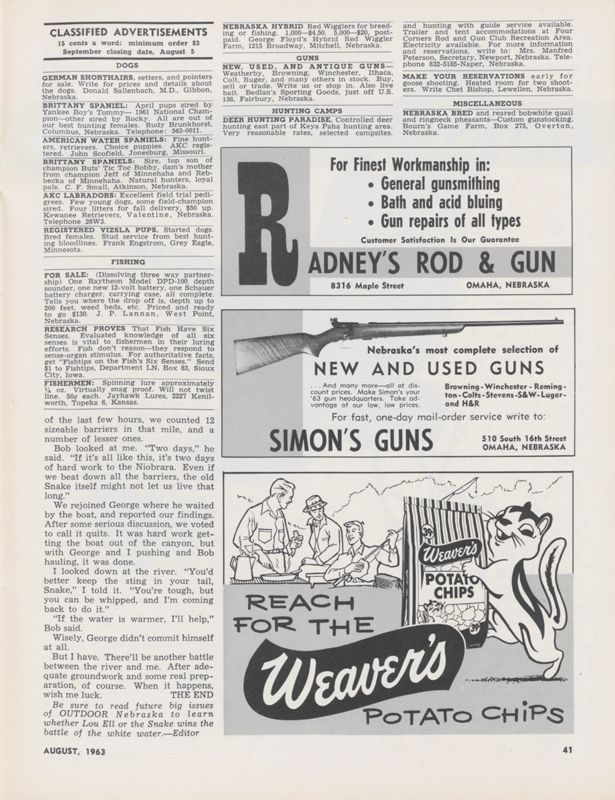 CLASSIFIED ADVERTISEMENTS
15 cents a word: minimum order $3
September closing date, August 5
DOGS
GERMAN SHORTHAIRS, setters, and pointers
for sale. Write for prices and details about
the dogs. Donald Sallenbach, M.D., Gibbon,
Nebraska.
BRITTANY SPANIEL: April pups sired by
Yankee Boy's Tommy—1961 National Cham-
pion—other sired by Rocky. All are out
of our best hunting females. Rudy Brunkhorst,
Columbus, Nebraska. Telephone: 563-0011.
AMERICAN WATER SPANIELS: Fine hunt-
ers, retrievers. Choice puppies. AKC regis-
tered. John Scofield, Jonesburg, Missouri.
BRITTANY SPANIELS: Sire, top son of
champion Buts' Tic Toc Bobby, dam's mother
from champion Jeff of Minnehaha and Reb-
becka of Minnehaha. Natural hunters, loyal
pals. C. F. Small, Atkinson, Nebraska.
AKC LABRADORS: Excellent field trial pedi-
grees. Few young dogs, some field-champion
sired. Four litters for fall delivery, $50 up.
Kewanee Retrievers, Valentine, Nebraska.
Telephone 26W3.
REGISTERED VIZSLA PUPS, Started dogs.
Bred females. Stud service from best hunt-
ing bloodlines. Frank Engstrom, Grey Eagle,
Minnesota.
FISHING
FOR SALE: (Dissolving three way partner-
ship) One Raytheon Model DPD-100 depth
sounder, one new 12-volt battery, one Schauer
battery charger, carrying case, all complete.
Tells you where the drop off is, depth up to
200 feet, weed beds, etc. Priced and ready
to go $130. J. P. Lannan, West Point,
Nebraska.
RESEARCH PROVES That Fish Have Six
Senses. Evaluated knowledge of all six
senses is vital to fishermen in their luring
efforts. Fish don't reason—they respond to
sense-organ stimulus. For authoritative facts,
get "Fishtips on the Fish's Six Senses." Send
$1 to Fishtips, Department LN, Box 83, Sioux
City, Iowa.
FISHERMEN: Spinning lure approximately
¼ oz. Virtually snag proof. Will not twist
line. 50¢ each. Jayhawk Lures, 2227 Kenil-
worth, Topeka 6, Kansas.
of the last few hours, we counted 12
sizeable barriers in that mile, and a
number of lesser ones.
Bob looked at me. "Two days," he
said. "If it's all like this, it's two days
of hard work to the Niobrara. Even if
we beat down all the barriers, the old
Snake itself might not let us live that
long."
We rejoined George where he waited
by the boat, and reported our findings.
After some serious discussion, we voted
to call it quits. It was hard work get-
ting the boat out of the canyon, but
with George and I pushing and Bob
hauling, it was done.
I looked down at the river. "You'd
better keep the sting in your tail,
Snake," I told it. "You're tough, but
you can be whipped, and I'm coming
back to do it."
"If the water is warmer, I'll help,"
Bob said.
Wisely, George didn't commit himself
at all.
But I have. There'll be another battle
between the river and me. After ade-
quate groundwork and some real prep-
aration, of course. When it happens,
wish me luck. THE END
Be sure to read future big issues
of OUTDOOR Nebraska to learn
whether Lou Ell or the Snake wins the
battle of the white water.—Editor
NEBRASKA HYBRID Red Wigglers for breed-
ing or fishing. 1,000—$4.50. 5,000—$20, post-
paid. George Floyd's Hybrid Red Wiggler
Farm, 1215 Broadway, Mitchell, Nebraska.
GUNS
NEW, USED, AND ANTIQUE GUNS—
Weatherby, Browning, Winchester, Ithaca,
Colt, Ruger, and many others in stock. Buy,
sell or trade. Write us or stop in. Also live
bait. Bedlan's Sporting Goods, just off U.S.
136, Fairbury, Nebraska.
HUNTING CAMPS
DEER HUNTING PARADISE, Controlled deer
hunting east part of Keya Paha hunting area.
Very reasonable rates, selected campsites,
and hunting with guide service available.
Trailer and tent accommodations at Four
Corners Rod and Gun Club Recreation Area.
Electricity available. For more information
and reservations, write to: Mrs. Manfred
Peterson, Secretary, Newport, Nebraska. Tele-
phone 832-5185-Naper, Nebraska.
MAKE YOUR RESERVATIONS early for
goose shooting. Heated room for two shoot-
ers. Write Chet Bishop, Lewellen, Nebraska.
MISCELLANEOUS
NEBRASKA BRED and reared bobwhite quail
and ringneck pheasants—Custom gunstocking.
Bourn's Game Farm, Box 275, Overton,
Nebraska.
For Finest Workmanship in:
• General gunsmithing
• Bath and acid bluing
• Gun repairs of all types
Customer Satisfaction Is Our Guarantee
RADNEY'S ROD & GUN
8316 Maple Street OMAHA, NEBRASKA
Nebraska's most complete selection of
NEW AND USED GUNS
. . . And many more—all at dis-
count prices. Make Simon's your
'63 gun headquarters. Take ad-
vantage of our low, low prices.
Browning-Winchester-Reming-
ton-Colts-Stevens-S&W-Luger-
and H&R
For fast, one-day mail-order service write to:
SIMON'S GUNS
510 South 16th Street
OMAHA, NEBRASKA
39¢
Weaver's
POTATO
CHIPS
39¢
REACH
FOR THE
Weaver's
POTATO CHIPS
AUGUST, 1963
41